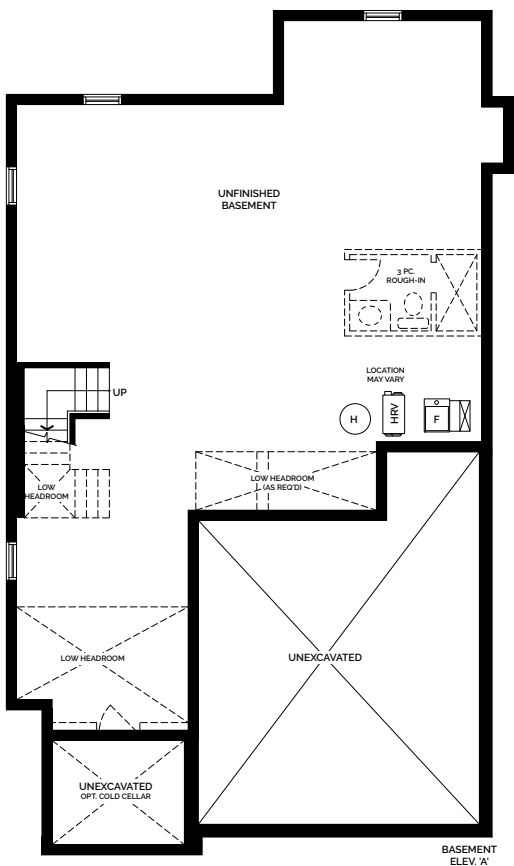 UNFINISHED
BASEMENT
3 PC.
ROUGH-IN
LOCATION
MAY VARY
UP
H
HRV
F
LOW
HEADROOM
LOW HEADROOM
(AS REQ'D)
LOW HEADROOM
UNEXCAVATED
UNEXCAVATED
OPT. COLD CELLAR
BASEMENT
ELEV. 'A'